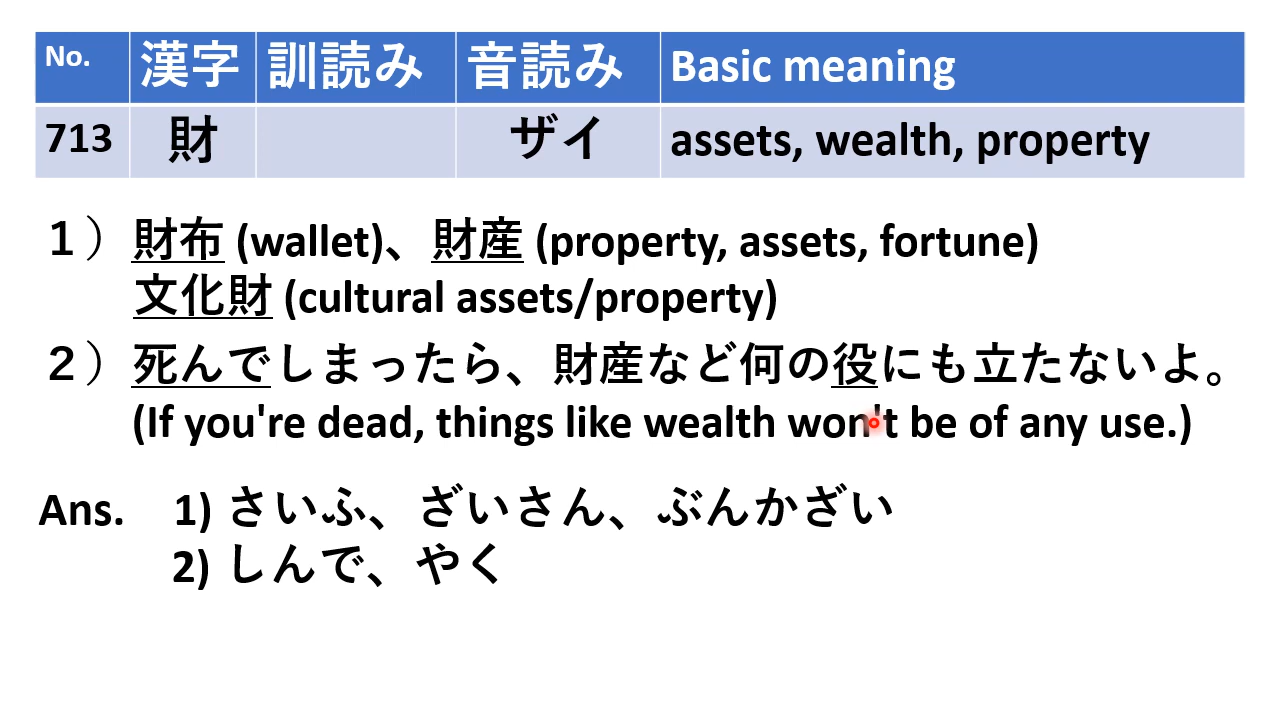 No. 漢字 訓読み 音読み Basic meaning
713 財 ザイ assets, wealth, property
１）財布 (wallet)、財産 (property, assets, fortune)
文化財 (cultural assets/property)
２）死んでしまったら、財産など何の役にも立たないよ。
(If you're dead, things like wealth won't be of any use.)
Ans. 1) さいふ、ざいさん、ぶんかざい
2) しんで、やく